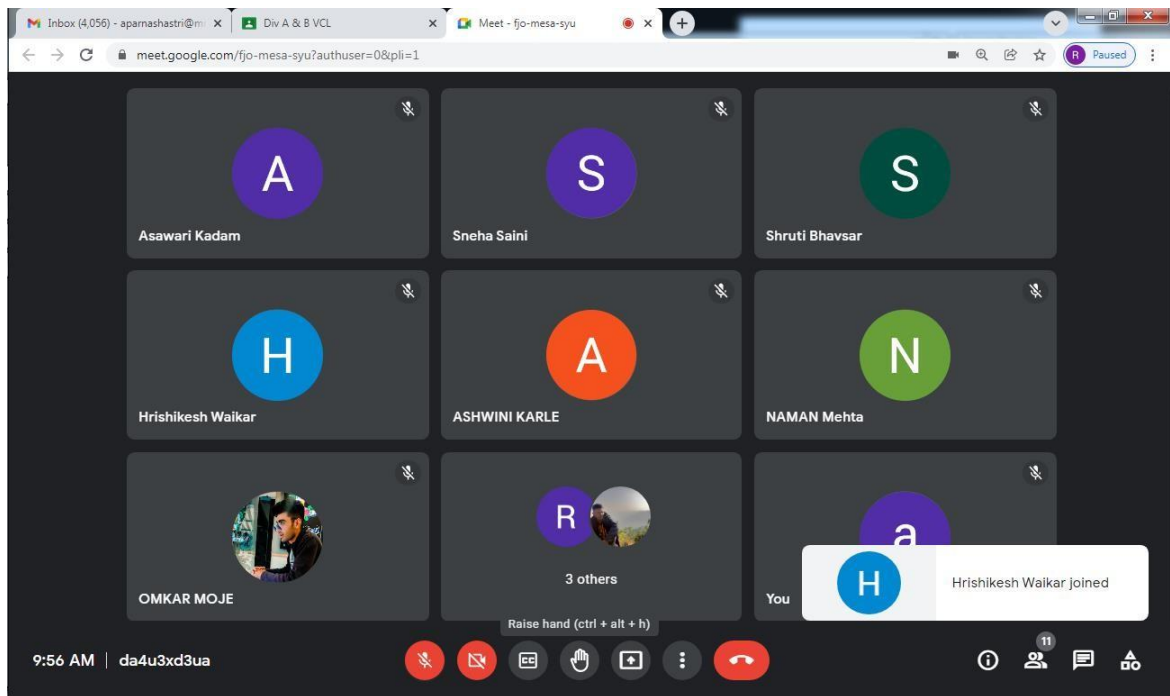 Inbox (4,056) - aparnashastri@m
Div A & B VCL
Meet - fjo-mesa-syu
meet.google.com/fjo-mesa-syu?authuser=0&pli=1
R
Paused
A
Asawari Kadam
S
Sneha Saini
S
Shruti Bhavsar
H
Hrishikesh Waikar
A
ASHWINI KARLE
N
NAMAN Mehta
OMKAR MOJE
R
3 others
a
You
H
Hrishikesh Waikar joined
Raise hand (ctrl + alt + h)
9:56 AM | da4u3xd3ua
CC
11